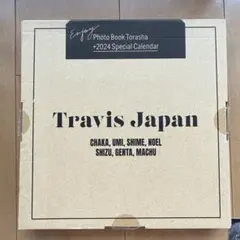 Enjoy
Photo Book Torasha
+2024 Special Calendar
Travis Japan
CHAKA, UMI, SHIME, NOEL
SHIZU, GENTA, MACHU